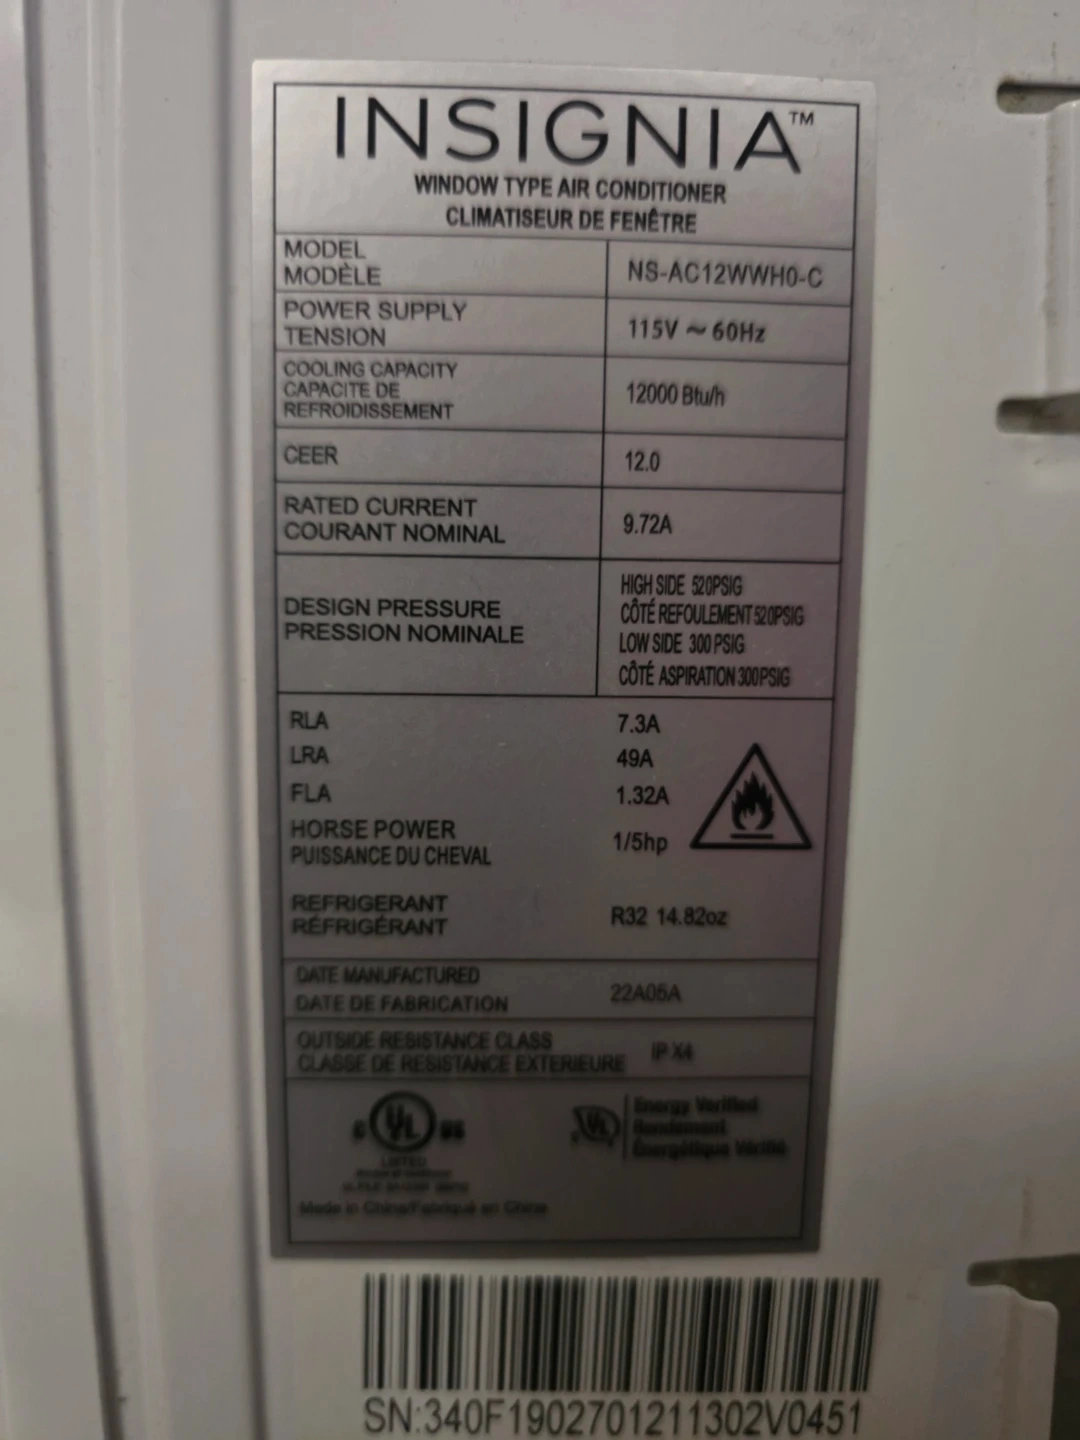 INSIGNIA™
WINDOW TYPE AIR CONDITIONER
CLIMATISEUR DE FENÊTRE
MODEL
MODÈLE
NS-AC12WWH0-C
POWER SUPPLY
TENSION
115V ~ 60Hz
COOLING CAPACITY
CAPACITE DE
REFROIDISSEMENT
12000 Btu/h
CEER
12.0
RATED CURRENT
COURANT NOMINAL
9.72A
DESIGN PRESSURE
PRESSION NOMINALE
HIGH SIDE 520PSIG
CÔTÉ REFOULEMENT 520PSIG
LOW SIDE 300 PSIG
CÔTÉ ASPIRATION 300PSIG
RLA 7.3A
LRA 49A
FLA 1.32A
HORSE POWER
PUISSANCE DU CHEVAL
1/5hp
REFRIGERANT
RÉFRIGÉRANT
R32 14.82oz
DATE MANUFACTURED
DATE DE FABRICATION
22A05A
OUTSIDE RESISTANCE CLASS
CLASSE DE RESISTANCE EXTERIEURE
IP X4
C UL US
LISTED
UL
Energy Verified
Rendement
Énergétique Vérifié
Made in China/Fabriqué en Chine
SN:340F1902701211302V0451